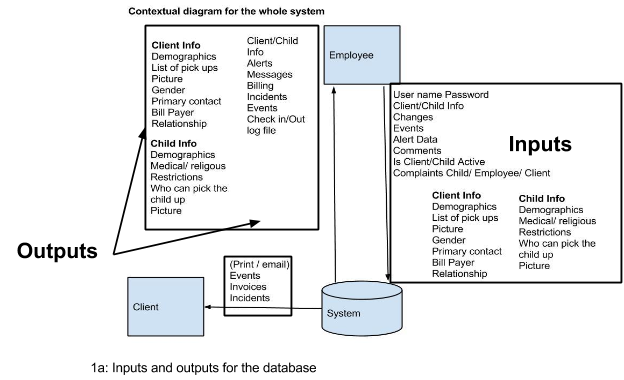 Contextual diagram for the whole system
Client Info
Demographics
List of pick ups
Picture
Gender
Primary contact
Bill Payer
Relationship
Child Info
Demographics
Medical/ religous
Restrictions
Who can pick the
child up
Picture
Client/Child
Info
Alerts
Messages
Billing
Incidents
Events
Check in/Out
log file
Employee
User name Password
Client/Child Info
Changes
Events
Alert Data
Comments
Is Client/Child Active
Complaints Child/ Employee/ Client
Inputs
Client Info
Demographics
List of pick ups
Picture
Gender
Primary contact
Bill Payer
Relationship
Child Info
Demographics
Medical/ religious
Restrictions
Who can pick the
child up
Picture
Outputs
(Print / email)
Events
Invoices
Incidents
Client
System
1a: Inputs and outputs for the database